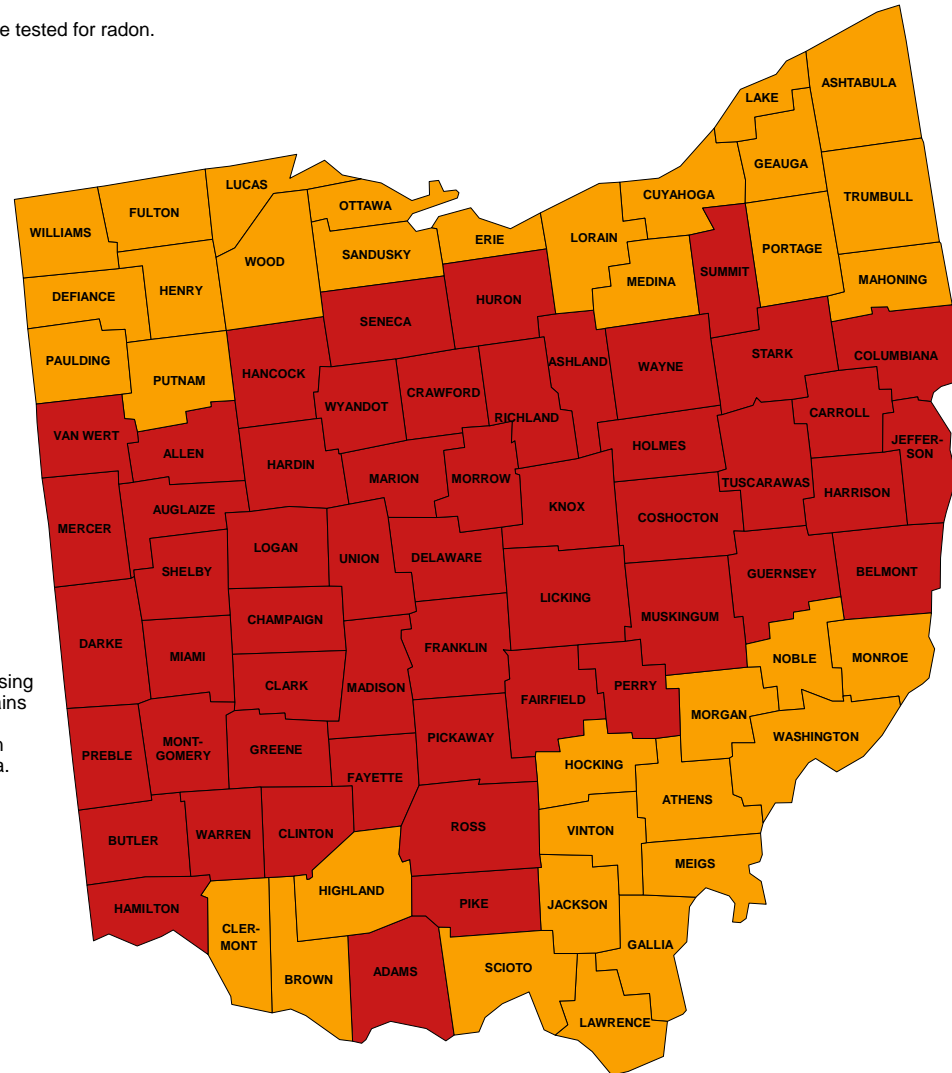 e tested for radon.
ASHTABULA
LAKE
GEAUGA
LUCAS
CUYAHOGA
TRUMBULL
OTTAWA
FULTON
WILLIAMS
ERIE
LORAIN
PORTAGE
SANDUSKY
WOOD
SUMMIT
MEDINA
MAHONING
HENRY
DEFIANCE
HURON
SENECA
STARK
COLUMBIANA
PAULDING
ASHLAND
WAYNE
HANCOCK
PUTNAM
CRAWFORD
WYANDOT
RICHLAND
CARROLL
VAN WERT
JEFFER-
SON
HOLMES
ALLEN
HARDIN
MARION
MORROW
TUSCARAWAS
HARRISON
AUGLAIZE
KNOX
COSHOCTON
MERCER
LOGAN
UNION
DELAWARE
SHELBY
GUERNSEY
BELMONT
LICKING
MUSKINGUM
CHAMPAIGN
DARKE
MIAMI
FRANKLIN
NOBLE
MONROE
CLARK
MADISON
PERRY
sing
FAIRFIELD
ains
MORGAN
PICKAWAY
WASHINGTON
PREBLE
MONT-
GOMERY
GREENE
n
a.
HOCKING
FAYETTE
ATHENS
ROSS
VINTON
BUTLER
WARREN
CLINTON
MEIGS
HIGHLAND
PIKE
JACKSON
HAMILTON
CLER-
MONT
GALLIA
SCIOTO
ADAMS
BROWN
LAWRENCE